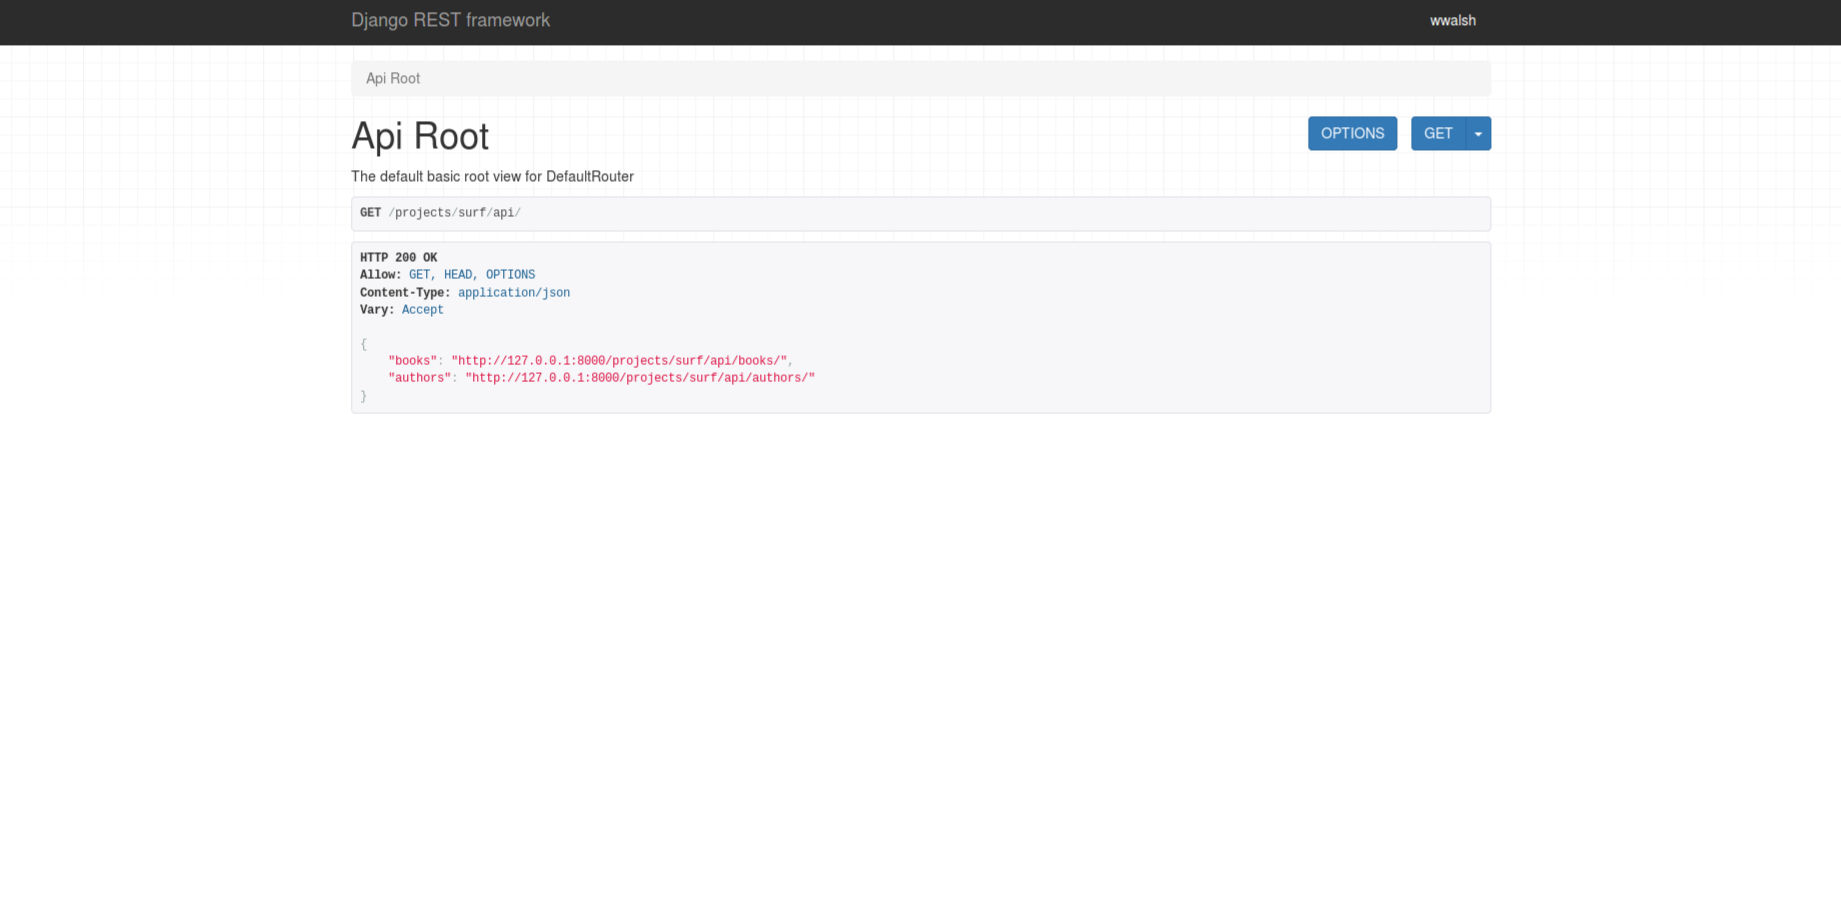 Django REST framework
wwalsh
Api Root
Api Root
OPTIONS
GET
The default basic root view for DefaultRouter
GET /projects/surf/api/
HTTP 200 OK
Allow: GET, HEAD, OPTIONS
Content-Type: application/json
Vary: Accept
{
"books": "http://127.0.0.1:8000/projects/surf/api/books/",
"authors": "http://127.0.0.1:8000/projects/surf/api/authors/"
}